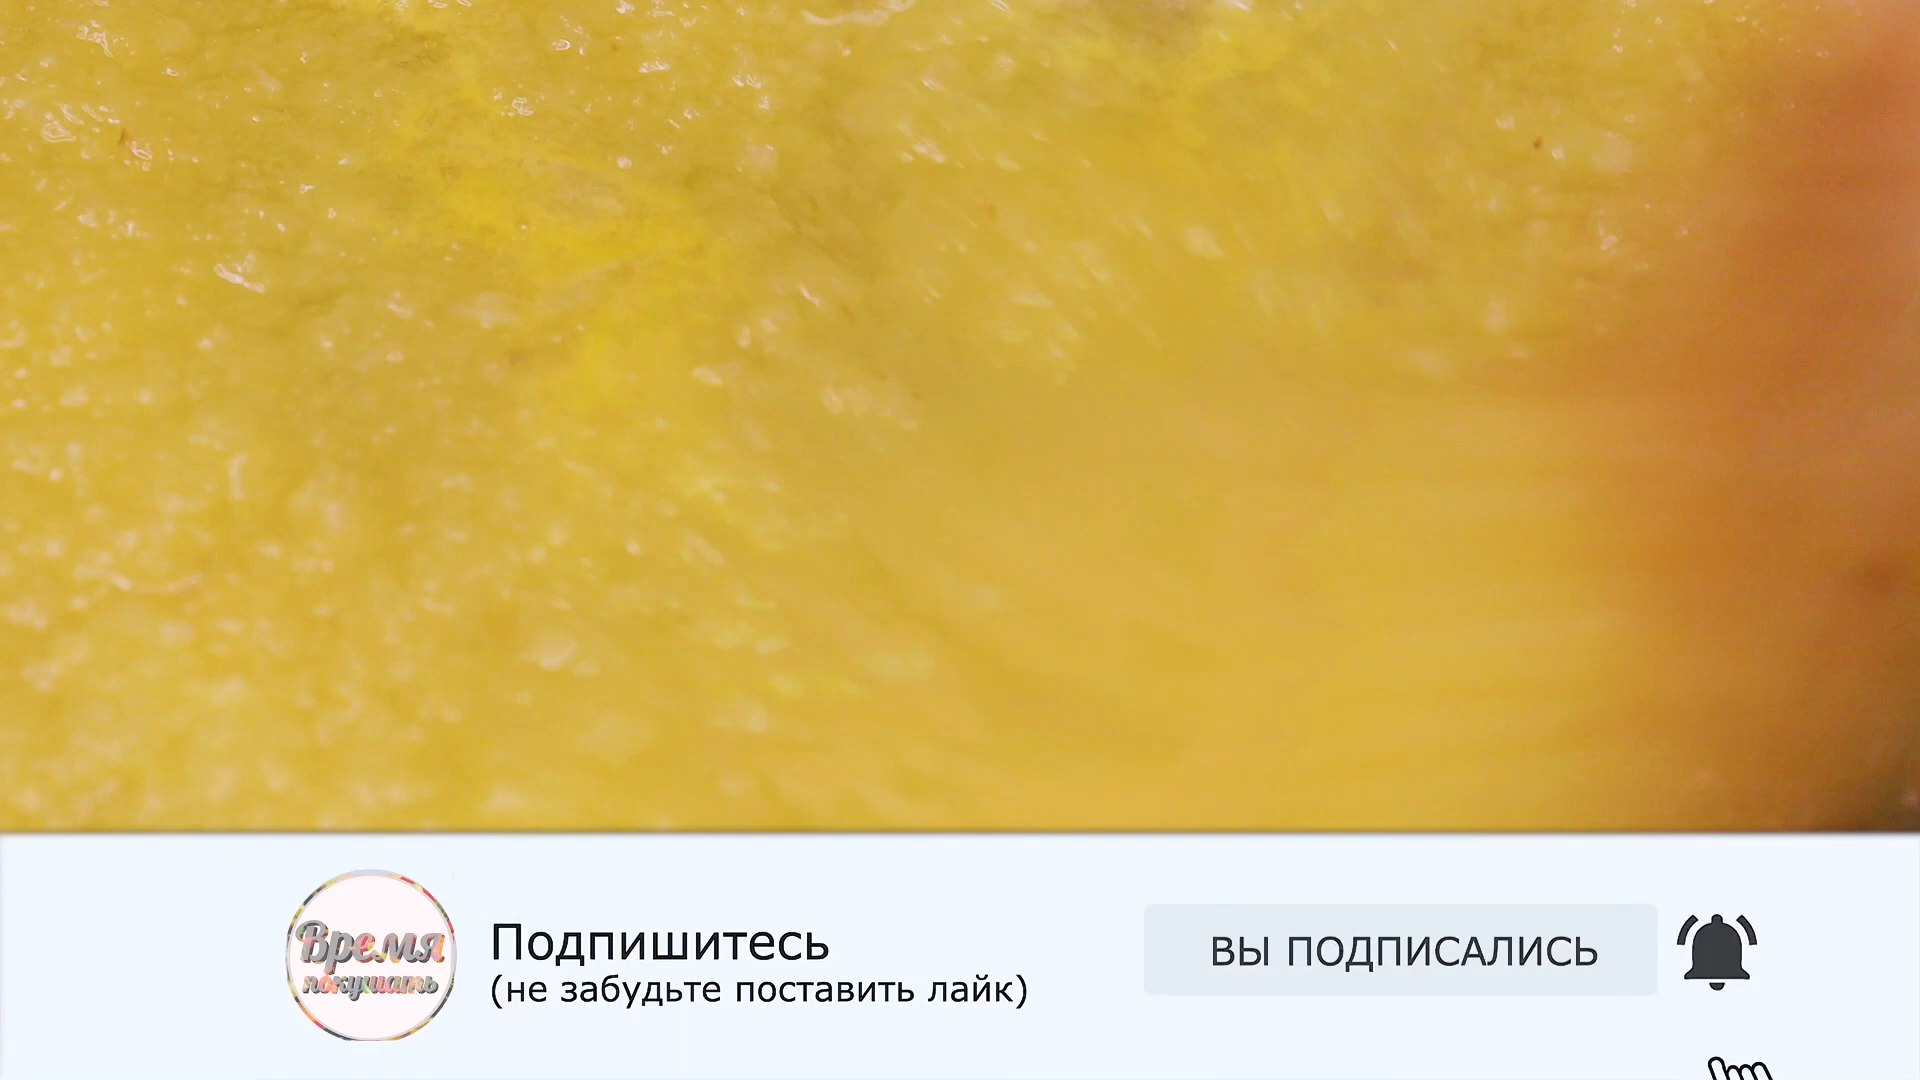 Время
покушать
Подпишитесь
(не забудьте поставить лайк)
ВЫ ПОДПИСАЛИСЬ